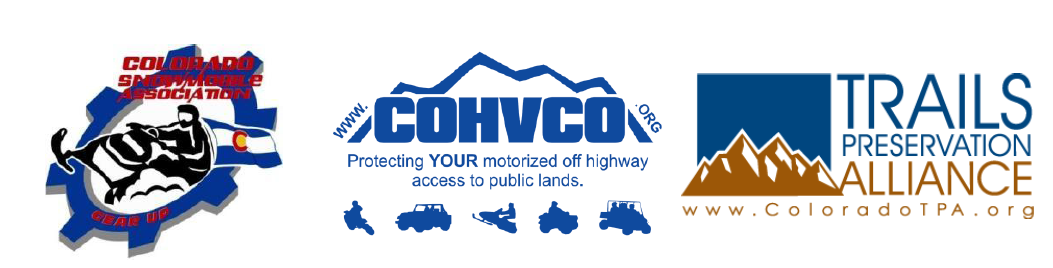 COLORADO
SNOWMOBILE
ASSOCIATION
GEAR UP
WWW.
COHVCO
.ORG
Protecting YOUR motorized off highway
access to public lands.
TRAILS
PRESERVATION
ALLIANCE
www.ColoradoTPA.org